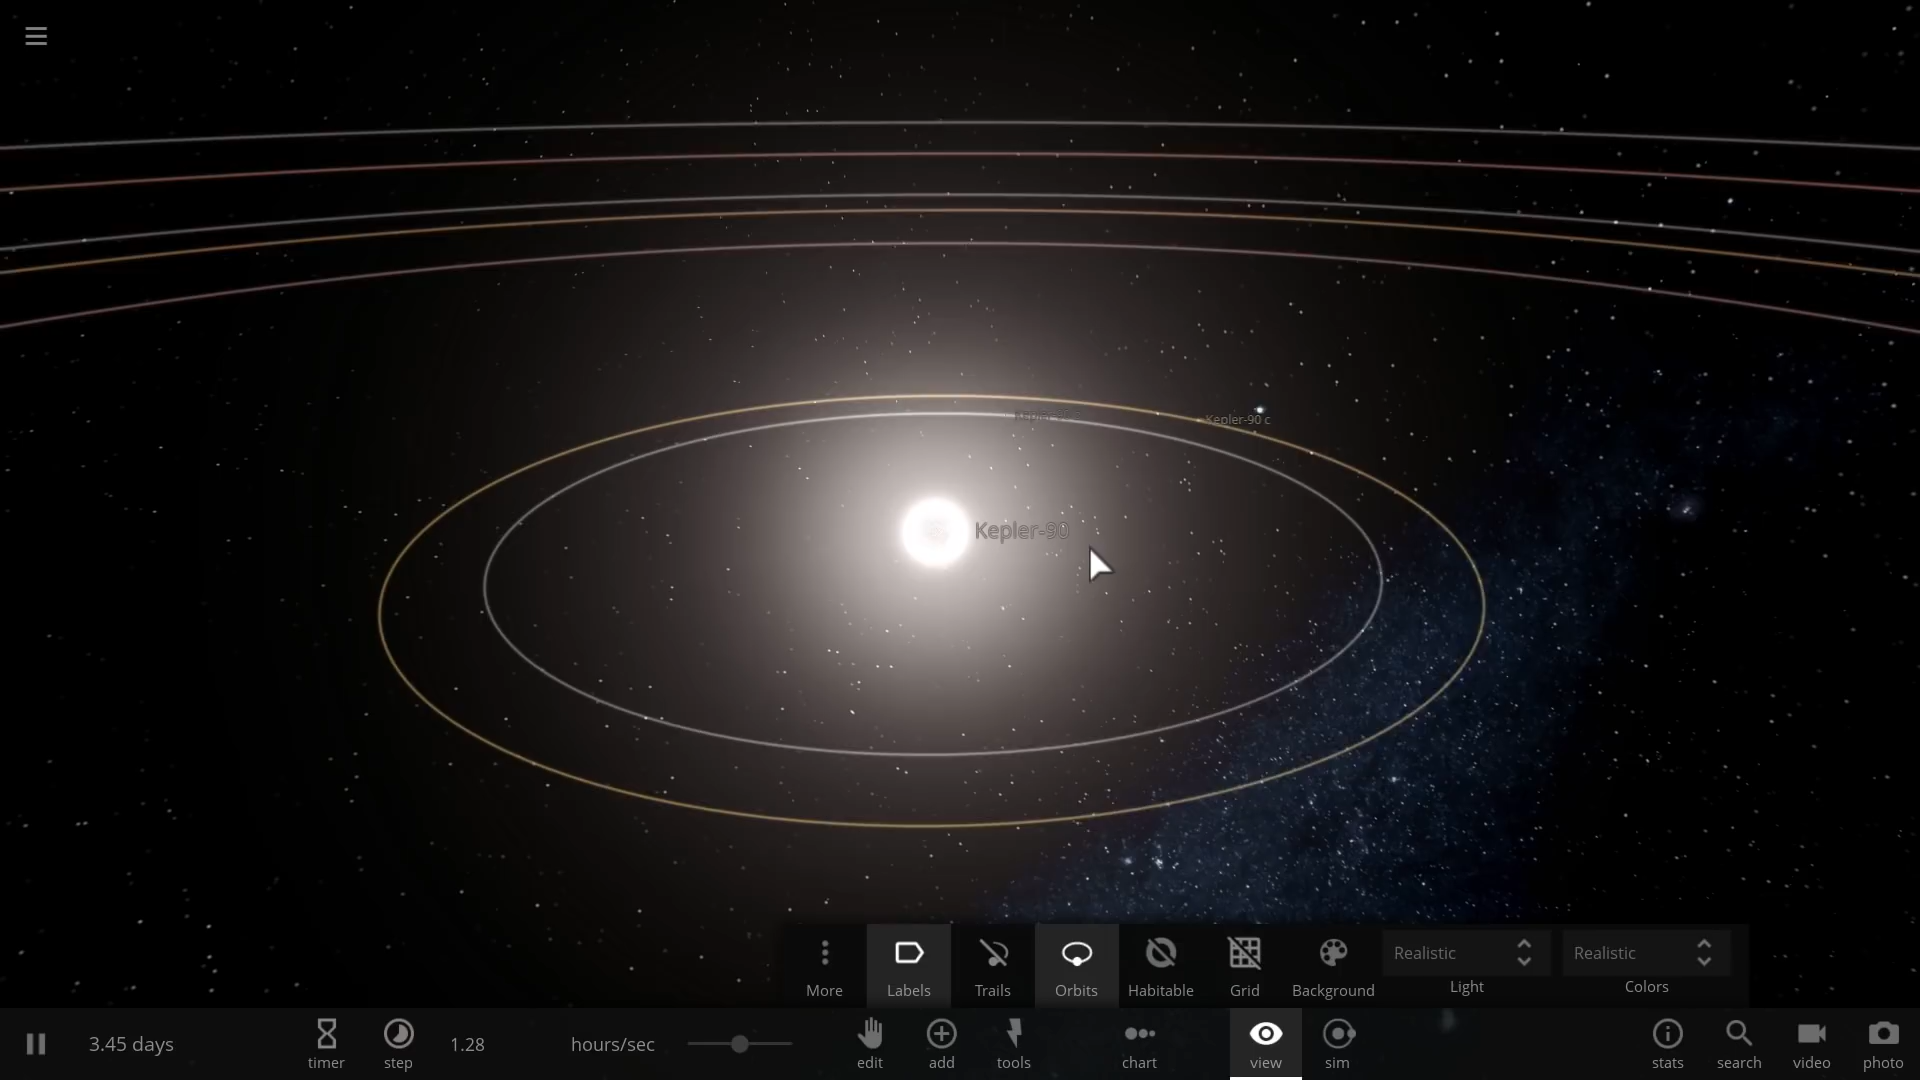 Kepler-90 c
Kepler-90
More
Labels
Trails
Orbits
Habitable
Grid
Background
Realistic
Light
Realistic
Colors
3.45 days
timer
step
1.28
hours/sec
edit
add
tools
chart
view
sim
stats
search
video
photo